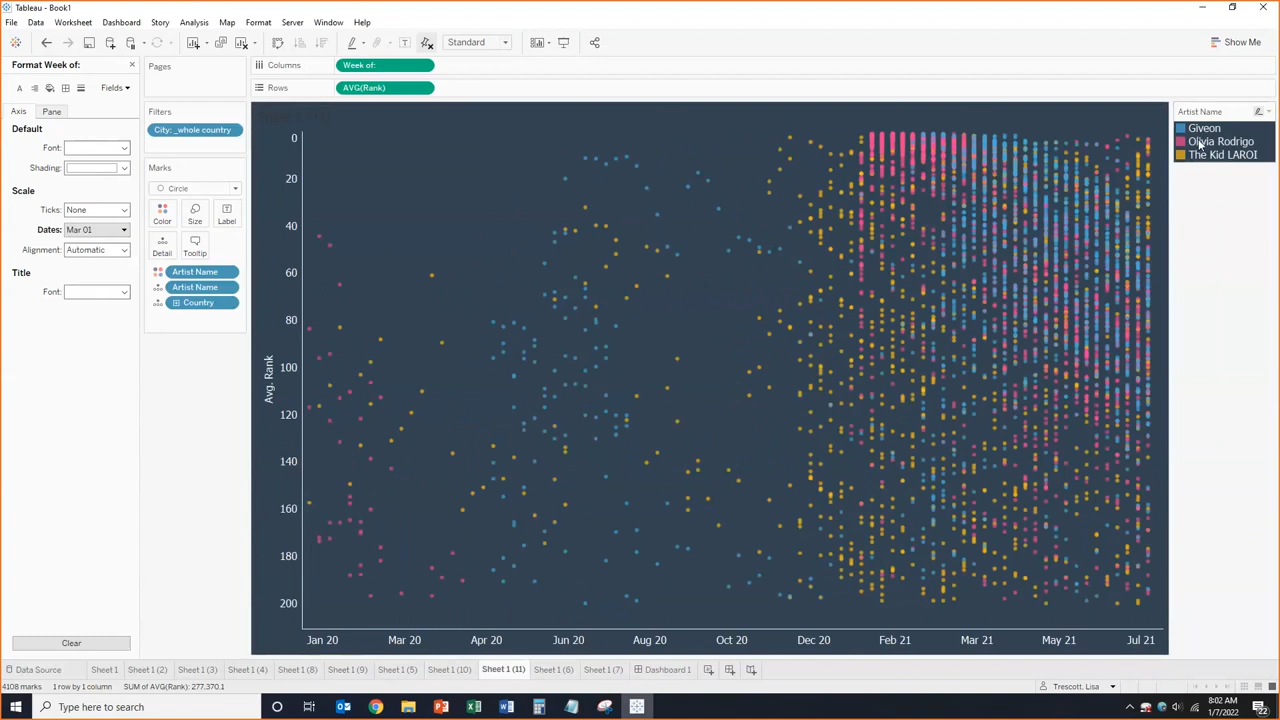 Tableau - Book1
File Data Worksheet Dashboard Story Analysis Map Format Server Window Help
Standard
Show Me
Format Week of:
Fields
Axis Pane
Default
Font:
Shading:
Scale
Ticks: None
Dates: Mar 01
Alignment: Automatic
Title
Font:
Clear
Pages
Filters
City: _whole country
Marks
Circle
Color Size Label
Detail Tooltip
Artist Name
Artist Name
Country
Columns Week of:
Rows AVG(Rank)
Avg. Rank
0
20
40
60
80
100
120
140
160
180
200
Jan 20 Mar 20 Apr 20 Jun 20 Aug 20 Oct 20 Dec 20 Feb 21 Mar 21 May 21 Jul 21
Artist Name
Giveon
Olivia Rodrigo
The Kid LAROI
Data Source Sheet 1 Sheet 1 (2) Sheet 1 (3) Sheet 1 (4) Sheet 1 (8) Sheet 1 (9) Sheet 1 (5) Sheet 1 (10) Sheet 1 (11) Sheet 1 (6) Sheet 1 (7) Dashboard 1
4108 marks 1 row by 1 column SUM of AVG(Rank): 277,370.1
Trescott, Lisa
Type here to search
8:02 AM
1/7/2022
22